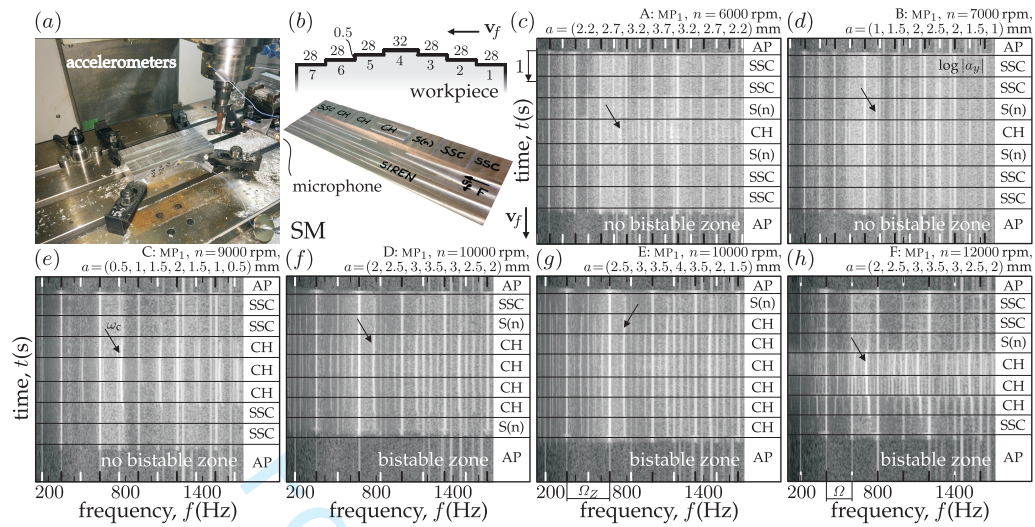 (a)
accelerometers
(b)
0.5
v_f
28 28 28 32 28 28 28
7 6 5 4 3 2 1
workpiece
SSC CH CH CH S(n) SSC SSC
SIREN
F
microphone
SM
(c)
A: MP₁, n=6000 rpm,
a=(2.2, 2.7, 3.2, 3.7, 3.2, 2.7, 2.2) mm
1
time, t(s)
v_f
AP
SSC
SSC
S(n)
CH
S(n)
SSC
SSC
no bistable zone AP
(d)
B: MP₁, n=7000 rpm,
a=(1, 1.5, 2, 2.5, 2, 1.5, 1) mm
log |a_y|
AP
SSC
SSC
S(n)
CH
S(n)
SSC
SSC
no bistable zone AP
(e)
C: MP₁, n=9000 rpm,
a=(0.5, 1, 1.5, 2, 1.5, 1, 0.5) mm
time, t(s)
ω_c
AP
SSC
SSC
CH
CH
CH
SSC
SSC
no bistable zone AP
200 800 1400
frequency, f(Hz)
(f)
D: MP₁, n=10000 rpm,
a=(2, 2.5, 3, 3.5, 3, 2.5, 2) mm
AP
SSC
S(n)
CH
CH
CH
CH
S(n)
bistable zone AP
200 800 1400
frequency, f(Hz)
(g)
E: MP₁, n=10000 rpm,
a=(2.5, 3, 3.5, 4, 3.5, 2, 1.5) mm
AP
S(n)
CH
CH
CH
CH
CH
CH
bistable zone AP
200 Ω_Z 800 1400
frequency, f(Hz)
(h)
F: MP₁, n=12000 rpm,
a=(2, 2.5, 3, 3.5, 3, 2.5, 2) mm
AP
SSC
SSC
S(n)
CH
CH
CH
SSC
bistable zone AP
200 Ω 800 1400
frequency, f(Hz)